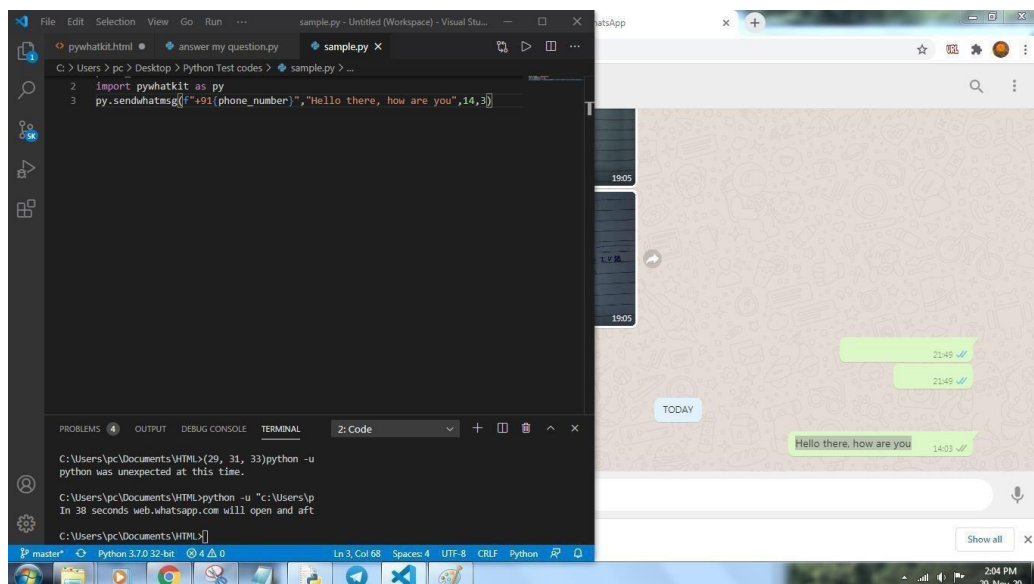 File Edit Selection View Go Run ··· sample.py - Untitled (Workspace) - Visual Stu...
pywhatkit.html answer my question.py sample.py
C: > Users > pc > Desktop > Python Test codes > sample.py > ...
2 import pywhatkit as py
3 py.sendwhatmsg(f"+91{phone_number}","Hello there, how are you",14,3)
PROBLEMS 4 OUTPUT DEBUG CONSOLE TERMINAL 2: Code
C:\Users\pc\Documents\HTML>(29, 31, 33)python -u
python was unexpected at this time.
C:\Users\pc\Documents\HTML>python -u "c:\Users\p
In 38 seconds web.whatsapp.com will open and aft
C:\Users\pc\Documents\HTML>
master* Python 3.7.0 32-bit 4 0 Ln 3, Col 68 Spaces: 4 UTF-8 CRLF Python
SK
1
hatsApp
19:05
19:05
21:49
21:49
TODAY
Hello there, how are you 14:03
Show all
2:04 PM